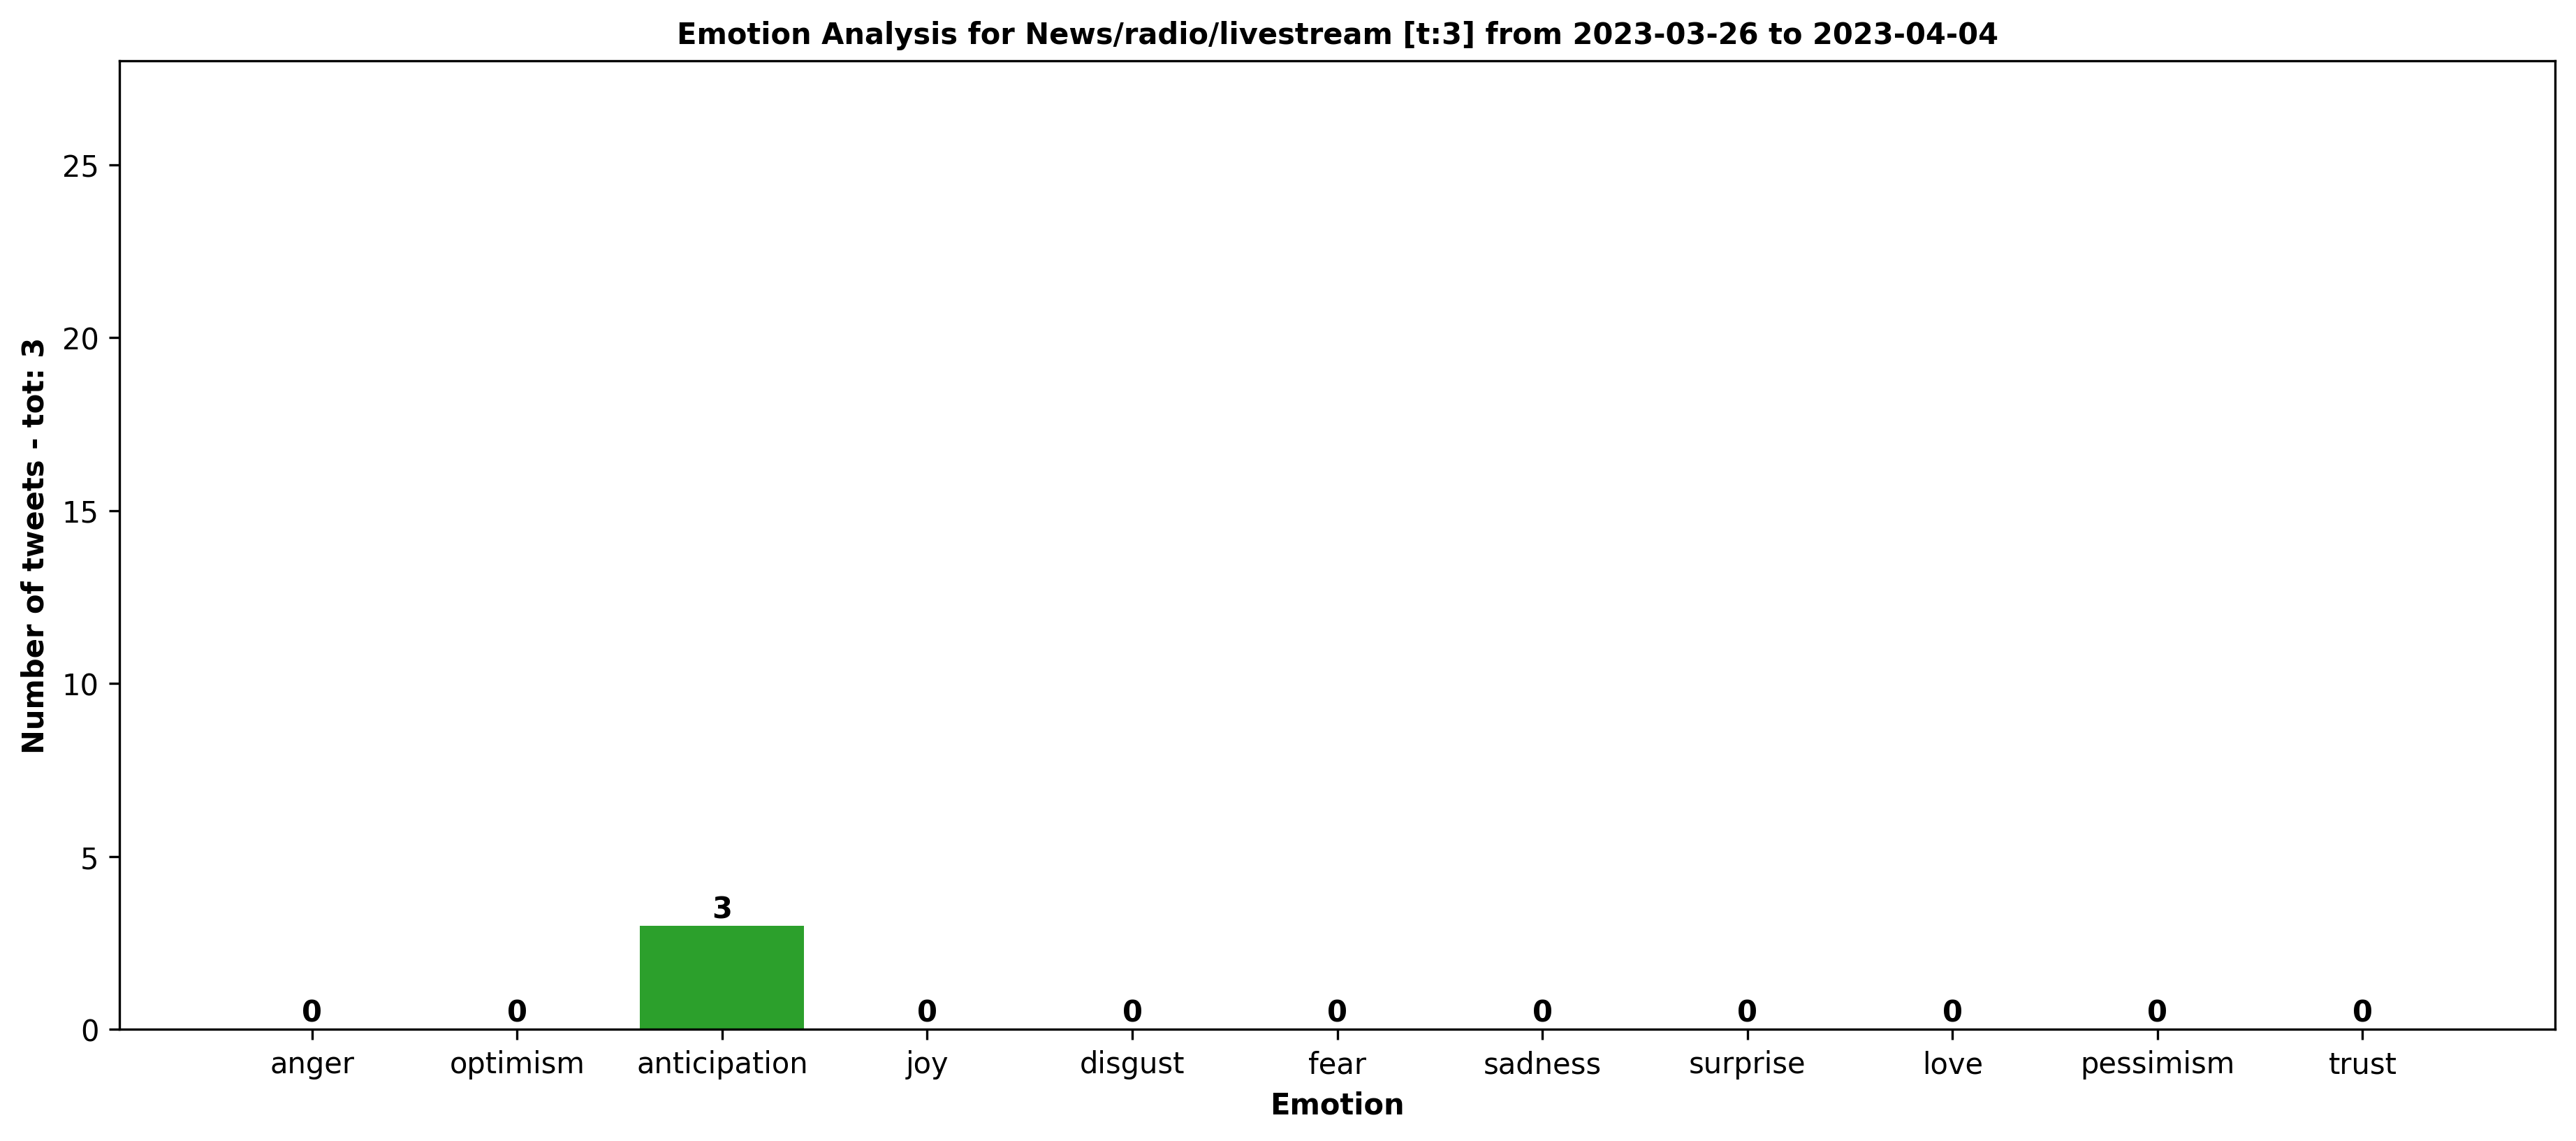 Emotion Analysis for News/radio/livestream [t:3] from 2023-03-26 to 2023-04-04
Number of tweets - tot: 3
25
20
15
10
5
0
0 0 3 0 0 0 0 0 0 0 0
anger optimism anticipation joy disgust fear sadness surprise love pessimism trust
Emotion